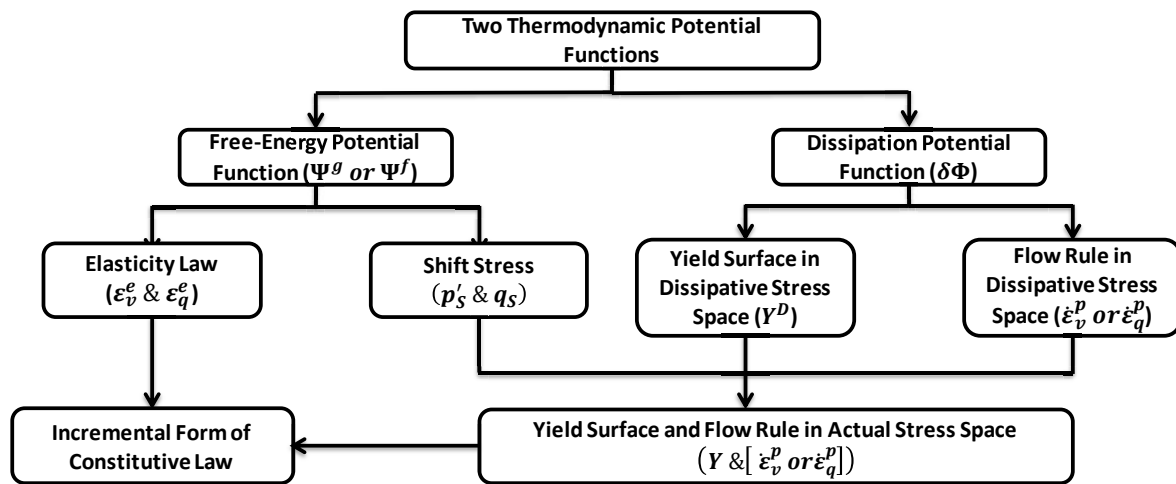 Two Thermodynamic Potential
Functions
Free-Energy Potential
Function (Ψ^g or Ψ^f)
Dissipation Potential
Function (δΦ)
Elasticity Law
(ε_v^e & ε_q^e)
Shift Stress
(p′_S & q_S)
Yield Surface in
Dissipative Stress
Space (Y^D)
Flow Rule in
Dissipative Stress
Space (ε̇_v^p or ε̇_q^p)
Incremental Form of
Constitutive Law
Yield Surface and Flow Rule in Actual Stress Space
(Y &[ ε̇_v^p or ε̇_q^p])